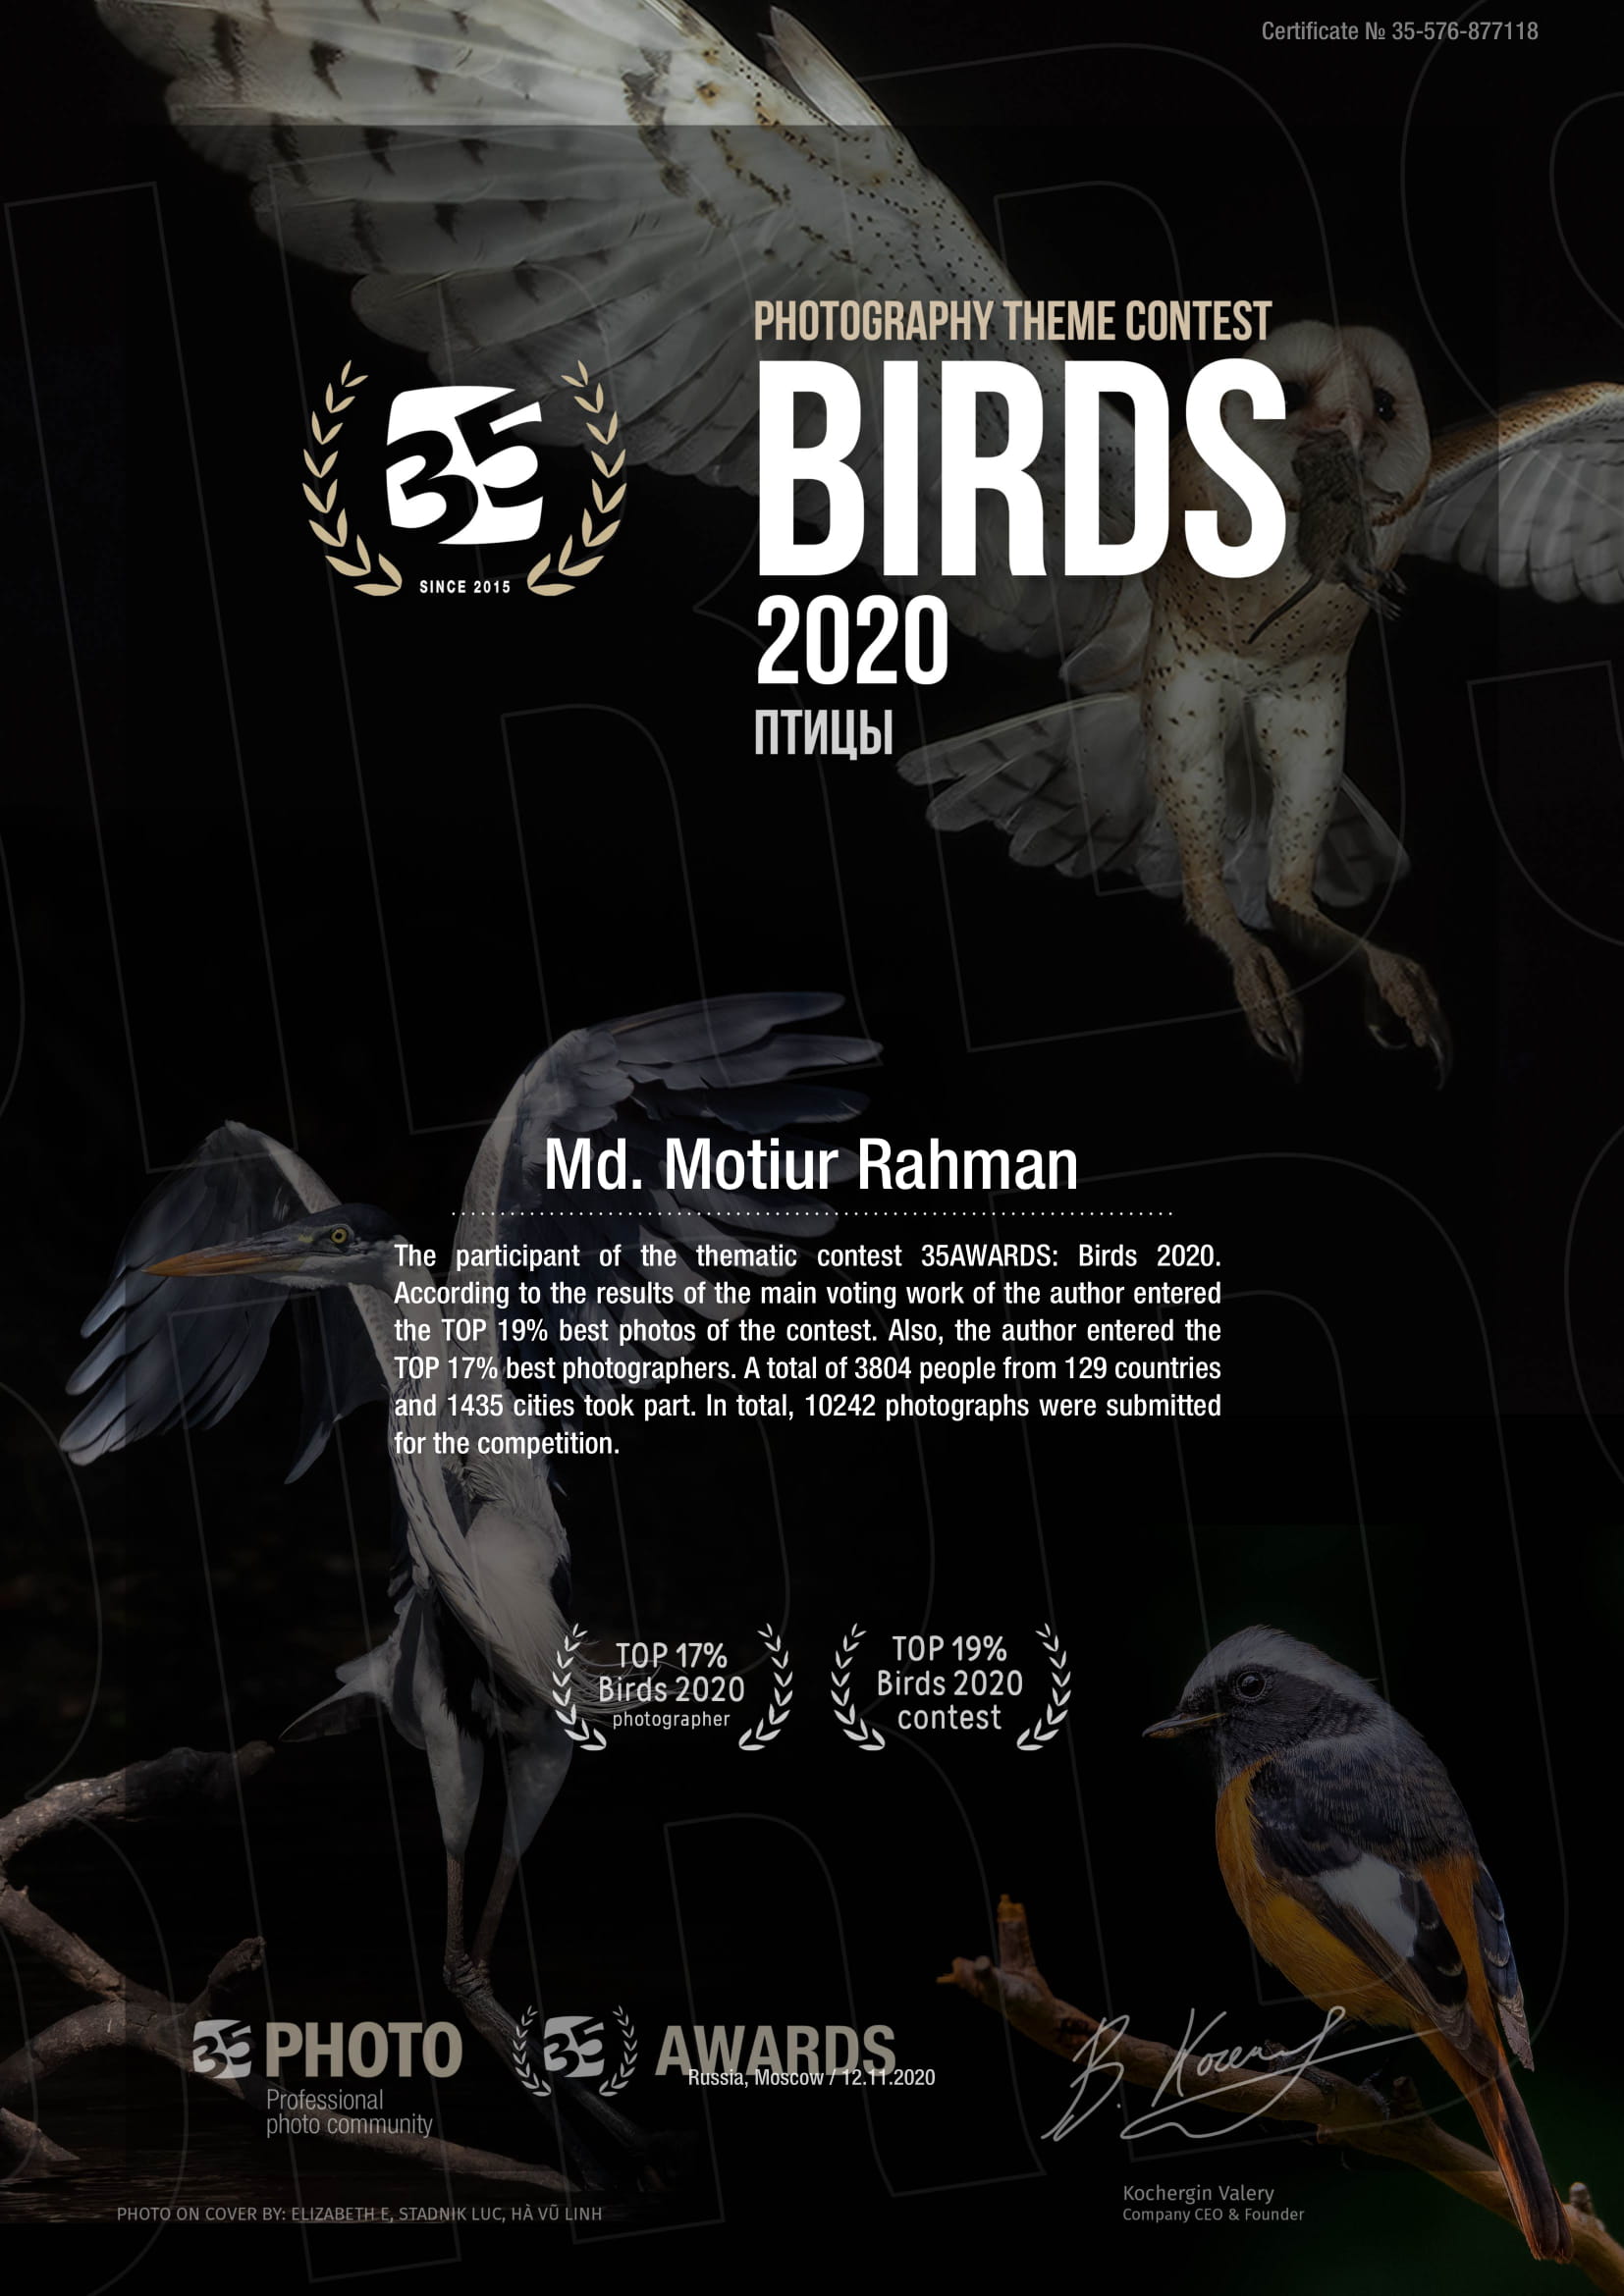 Certificate № 35-576-877118
PHOTOGRAPHY THEME CONTEST
BIRDS
2020
ПТИЦЫ
35
SINCE 2015
Md. Motiur Rahman
The participant of the thematic contest 35AWARDS: Birds 2020.
According to the results of the main voting work of the author entered
the TOP 19% best photos of the contest. Also, the author entered the
TOP 17% best photographers. A total of 3804 people from 129 countries
and 1435 cities took part. In total, 10242 photographs were submitted
for the competition.
TOP 17%
Birds 2020
photographer
TOP 19%
Birds 2020
contest
35 PHOTO
Professional
photo community
35 AWARDS
Russia, Moscow / 12.11.2020
Kochergin Valery
Company CEO & Founder
PHOTO ON COVER BY: ELIZABETH E, STADNIK LUC, HÀ VŨ LINH